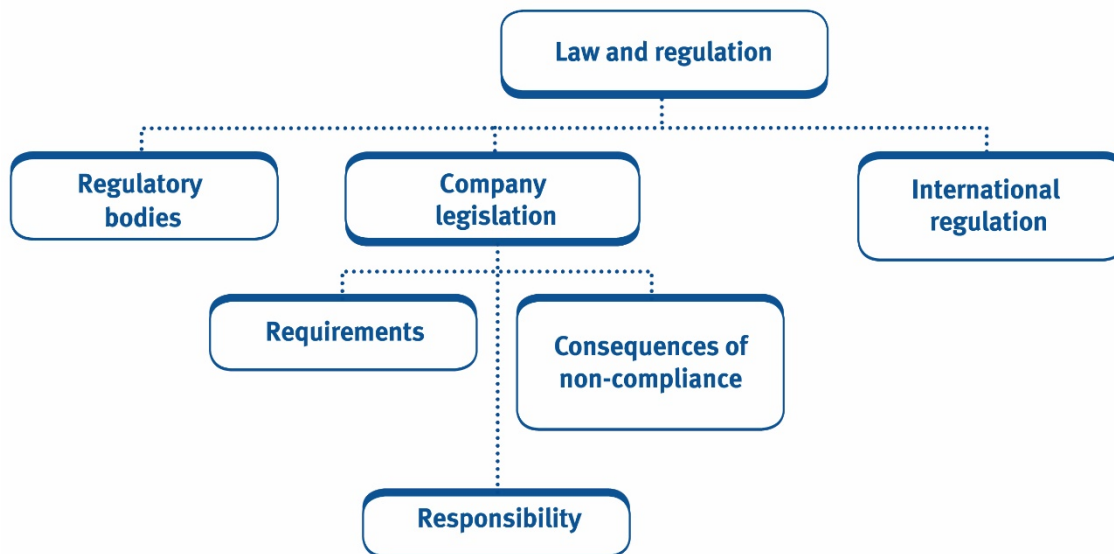 Law and regulation
Regulatory
bodies
Company
legislation
International
regulation
Requirements
Consequences of
non-compliance
Responsibility